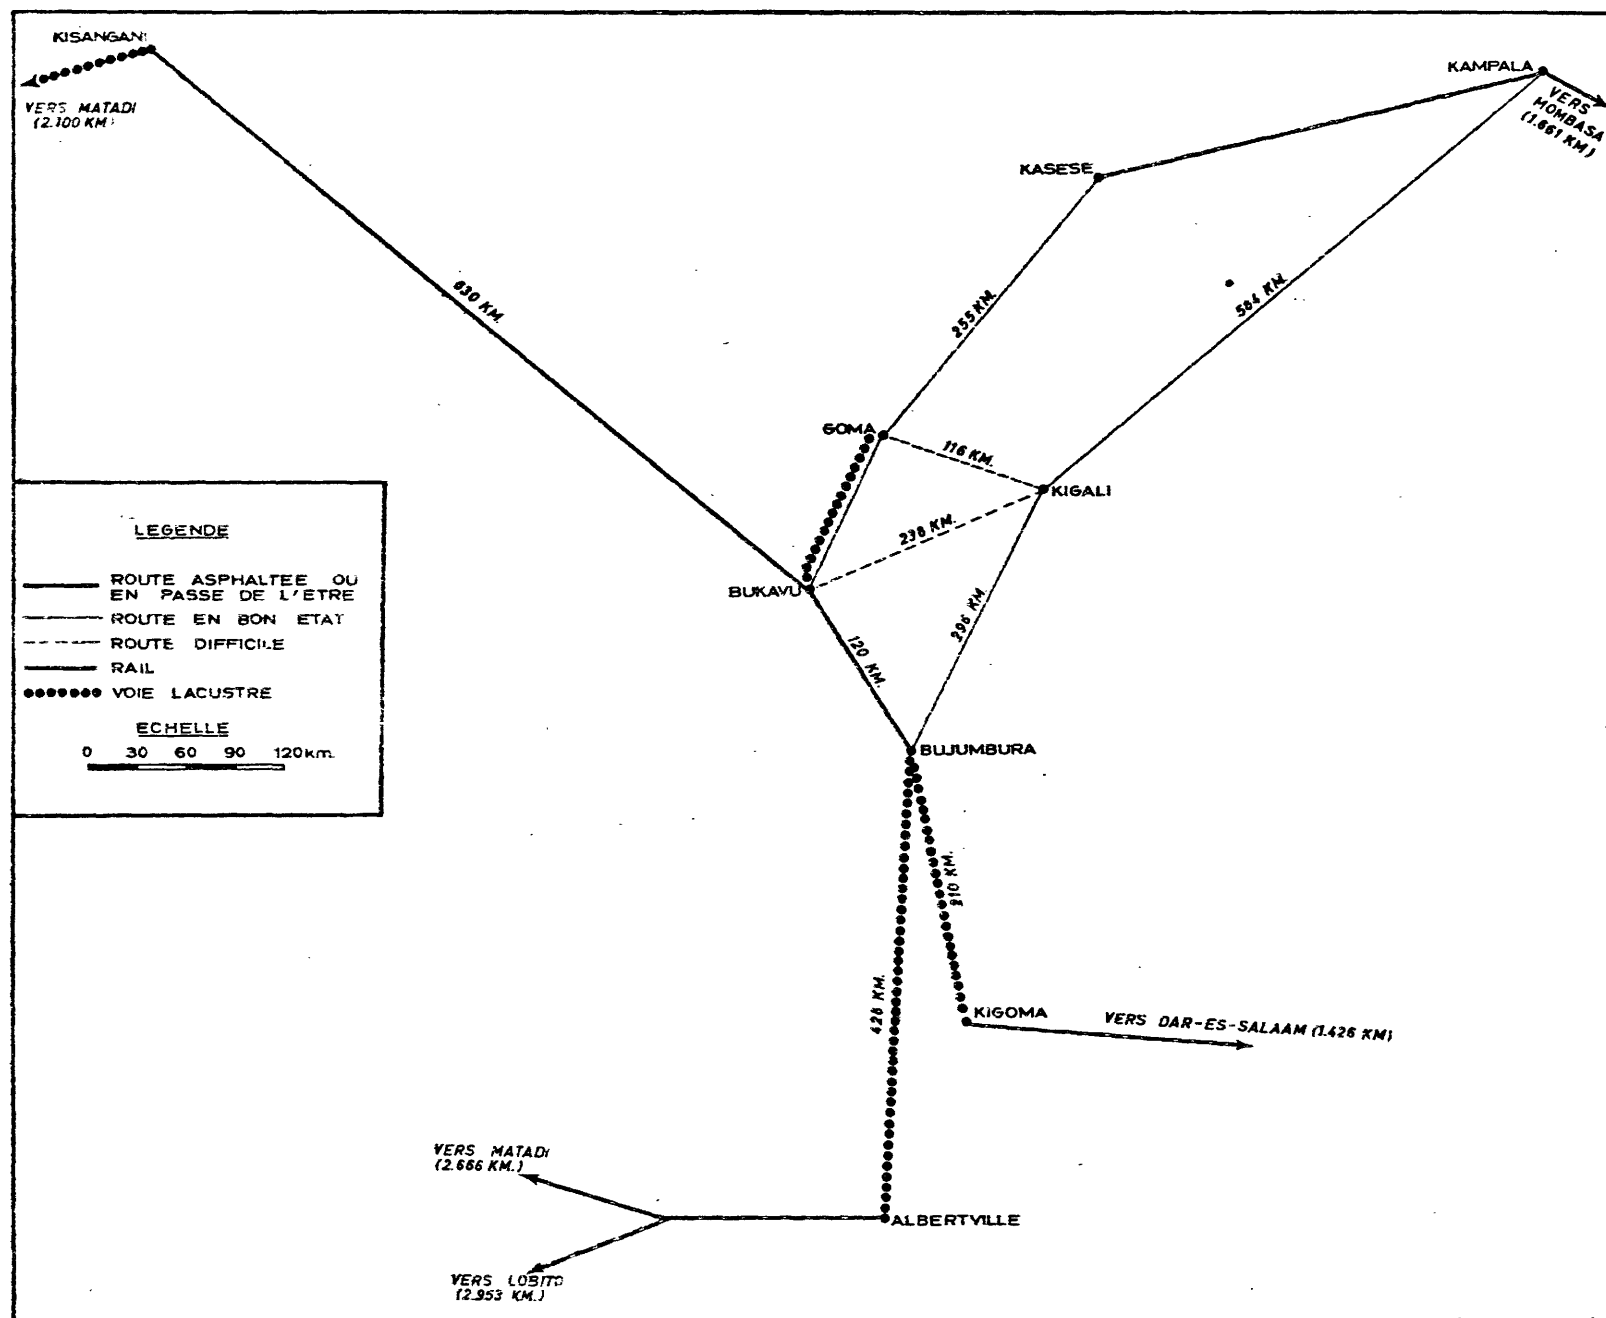 KISANGANI
VERS MATADI
(2.100 KM)
KAMPALA
VERS
MOMBASA
(1.661 KM)
KASESE
630 KM.
255 KM.
584 KM.
GOMA
116 KM.
KIGALI
238 KM.
BUKAVU
296 KM.
120 KM.
BUJUMBURA
LEGENDE
ROUTE ASPHALTEE OU
EN PASSE DE L'ETRE
ROUTE EN BON ETAT
ROUTE DIFFICILE
RAIL
VOIE LACUSTRE
ECHELLE
0 30 60 90 120km.
210 KM.
428 KM.
KIGOMA
VERS DAR-ES-SALAAM (1.426 KM)
VERS MATADI
(2.666 KM.)
ALBERTVILLE
VERS LOBITO
(2.953 KM.)